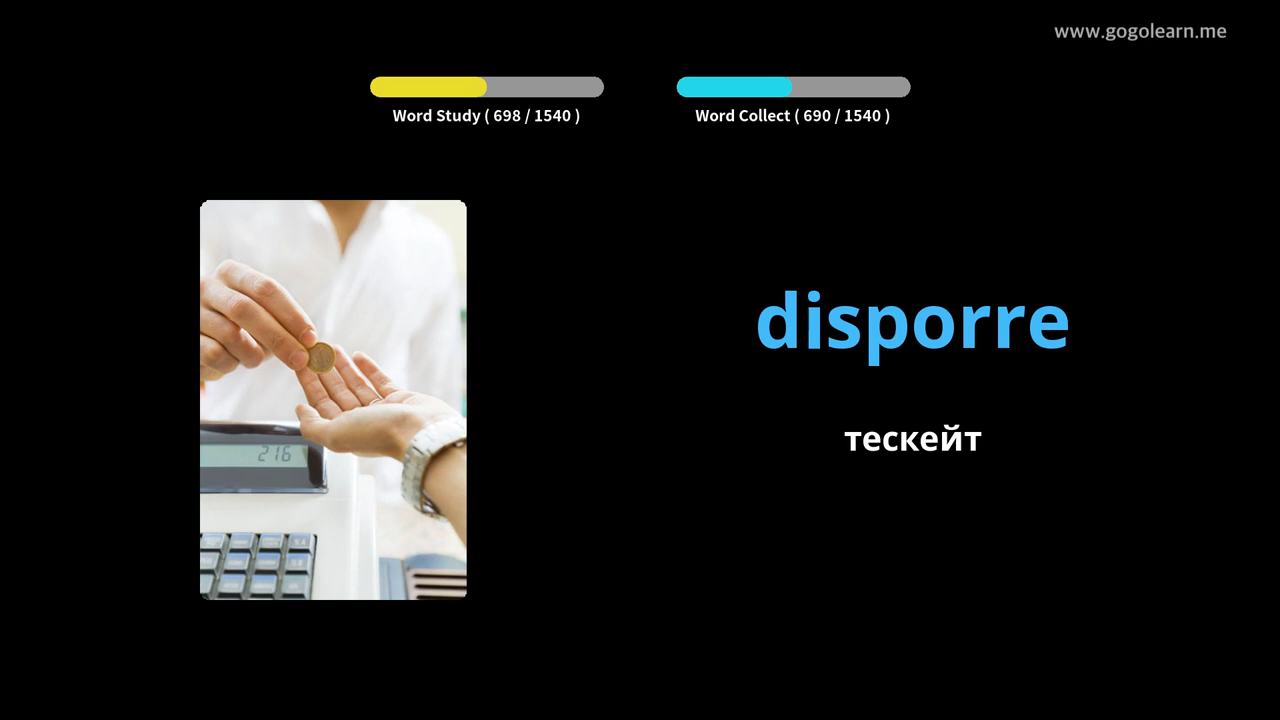 www.gogolearn.me
Word Study ( 698 / 1540 )
Word Collect ( 690 / 1540 )
disporre
тескейт
216